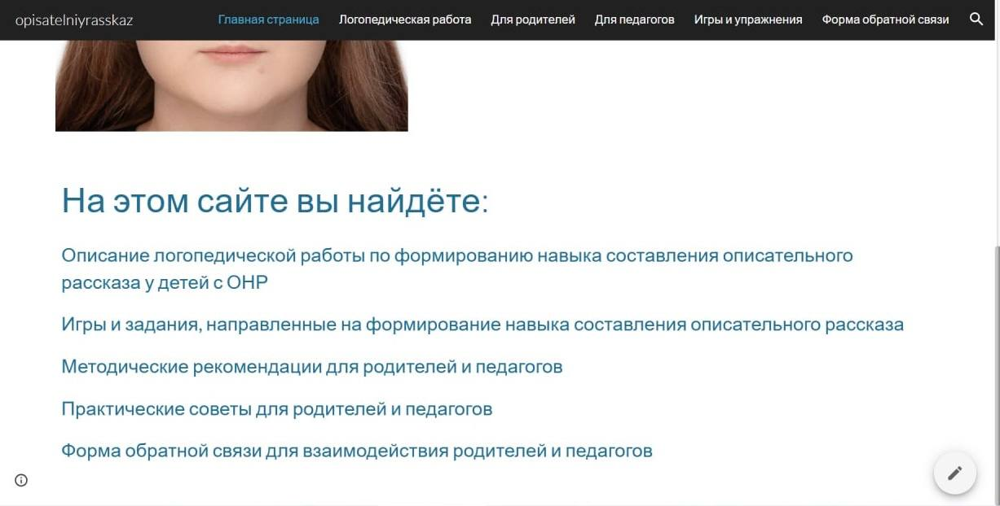 opisatelniyrasskaz
Главная страница
Логопедическая работа
Для родителей
Для педагогов
Игры и упражнения
Форма обратной связи
На этом сайте вы найдёте:
Описание логопедической работы по формированию навыка составления описательного
рассказа у детей с ОНР
Игры и задания, направленные на формирование навыка составления описательного рассказа
Методические рекомендации для родителей и педагогов
Практические советы для родителей и педагогов
Форма обратной связи для взаимодействия родителей и педагогов